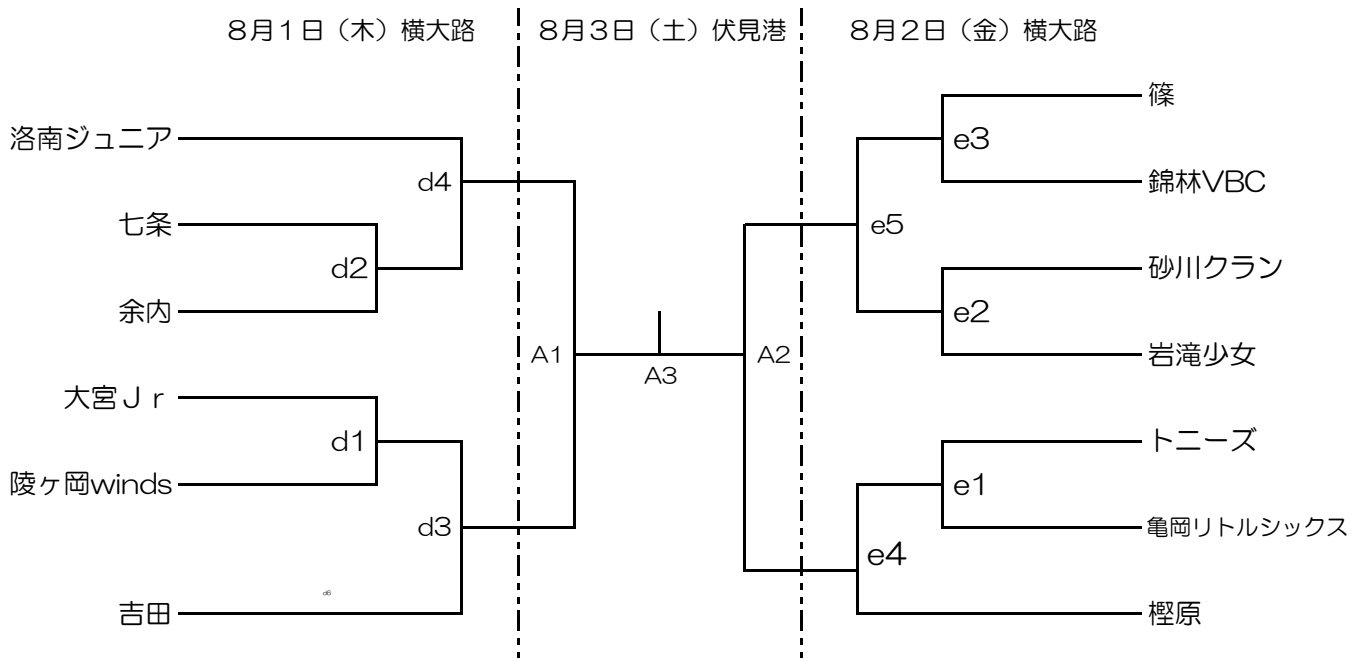 ８月１日（木）横大路
８月３日（土）伏見港
８月２日（金）横大路
洛南ジュニア
d4
七条
d2
余内
大宮Ｊｒ
d1
陵ヶ岡winds
d3
d6
吉田
A1
A3
A2
篠
e3
錦林VBC
e5
砂川クラン
e2
岩滝少女
トニーズ
e1
亀岡リトルシックス
e4
樫原